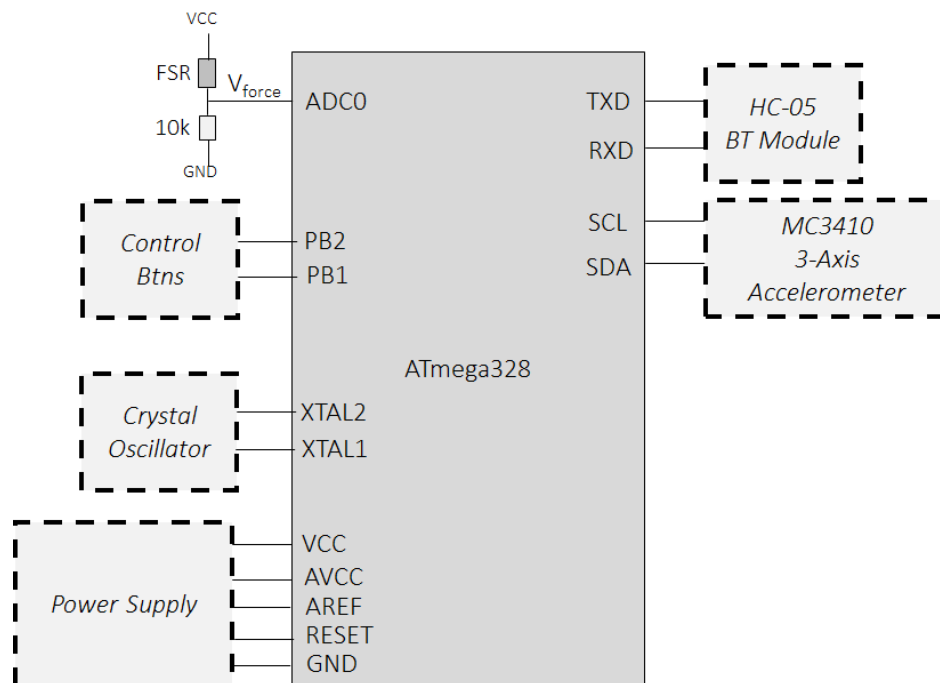 VCC
FSR
V_force
10k
GND
ADC0
TXD
RXD
HC-05
BT Module
Control
Btns
PB2
PB1
SCL
SDA
MC3410
3-Axis
Accelerometer
ATmega328
Crystal
Oscillator
XTAL2
XTAL1
Power Supply
VCC
AVCC
AREF
RESET
GND